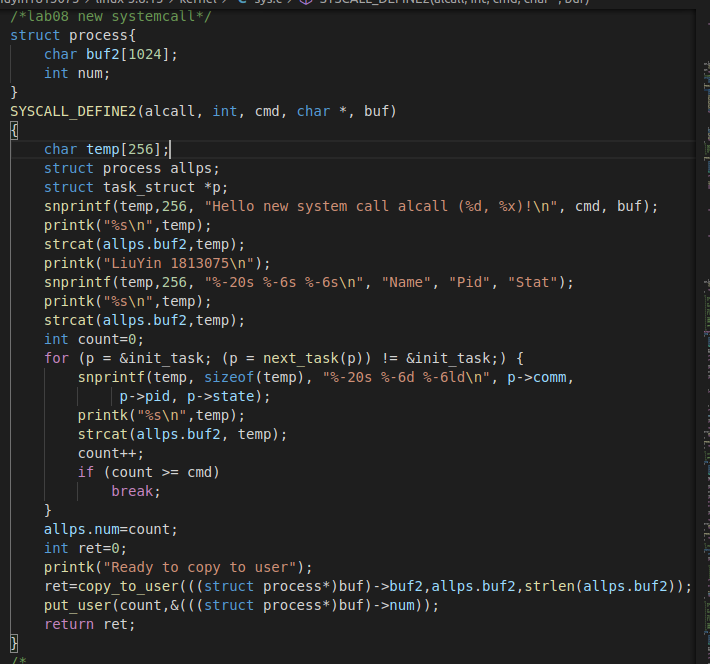 /*lab08 new systemcall*/
struct process{
    char buf2[1024];
    int num;
}
SYSCALL_DEFINE2(alcall, int, cmd, char *, buf)
{
    char temp[256];
    struct process allps;
    struct task_struct *p;
    snprintf(temp,256, "Hello new system call alcall (%d, %x)!\n", cmd, buf);
    printk("%s\n",temp);
    strcat(allps.buf2,temp);
    printk("LiuYin 1813075\n");
    snprintf(temp,256, "%-20s %-6s %-6s\n", "Name", "Pid", "Stat");
    printk("%s\n",temp);
    strcat(allps.buf2,temp);
    int count=0;
    for (p = &init_task; (p = next_task(p)) != &init_task;) {
        snprintf(temp, sizeof(temp), "%-20s %-6d %-6ld\n", p->comm,
             p->pid, p->state);
        printk("%s\n",temp);
        strcat(allps.buf2, temp);
        count++;
        if (count >= cmd)
            break;
    }
    allps.num=count;
    int ret=0;
    printk("Ready to copy to user");
    ret=copy_to_user(((struct process*)buf)->buf2,allps.buf2,strlen(allps.buf2));
    put_user(count,&(((struct process*)buf)->num));
    return ret;
}
/*